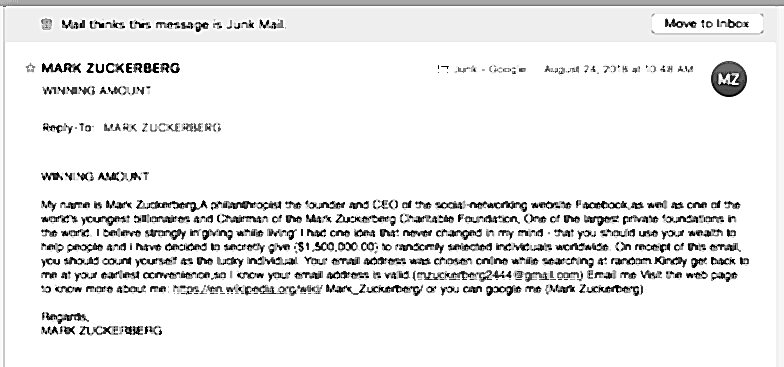 Mail thinks this message is Junk Mail.
Move to Inbox
MARK ZUCKERBERG
Junk - Google August 24, 2018 at 10:48 AM
MZ
WINNING AMOUNT
Reply-To: MARK ZUCKERBERG
WINNING AMOUNT
My name is Mark Zuckerberg,A philanthropist the founder and CEO of the social-networking website Facebook,as well as one of the
world's youngest billionaires and Chairman of the Mark Zuckerberg Charitable Foundation, One of the largest private foundations in
the world. I believe strongly in'giving while living' I had one idea that never changed in my mind - that you should use your wealth to
help people and i have decided to secretly give {$1,500,000.00} to randomly selected individuals worldwide. On receipt of this email,
you should count yourself as the lucky individual. Your email address was chosen online while searching at random.Kindly get back to
me at your earliest convenience,so I know your email address is valid.(mzuckerberg2444@gmail.com) Email me Visit the web page
to know more about me: https://en.wikipedia.org/wiki/ Mark_Zuckerberg/ or you can google me (Mark Zuckerberg)
Regards,
MARK ZUCKERBERG